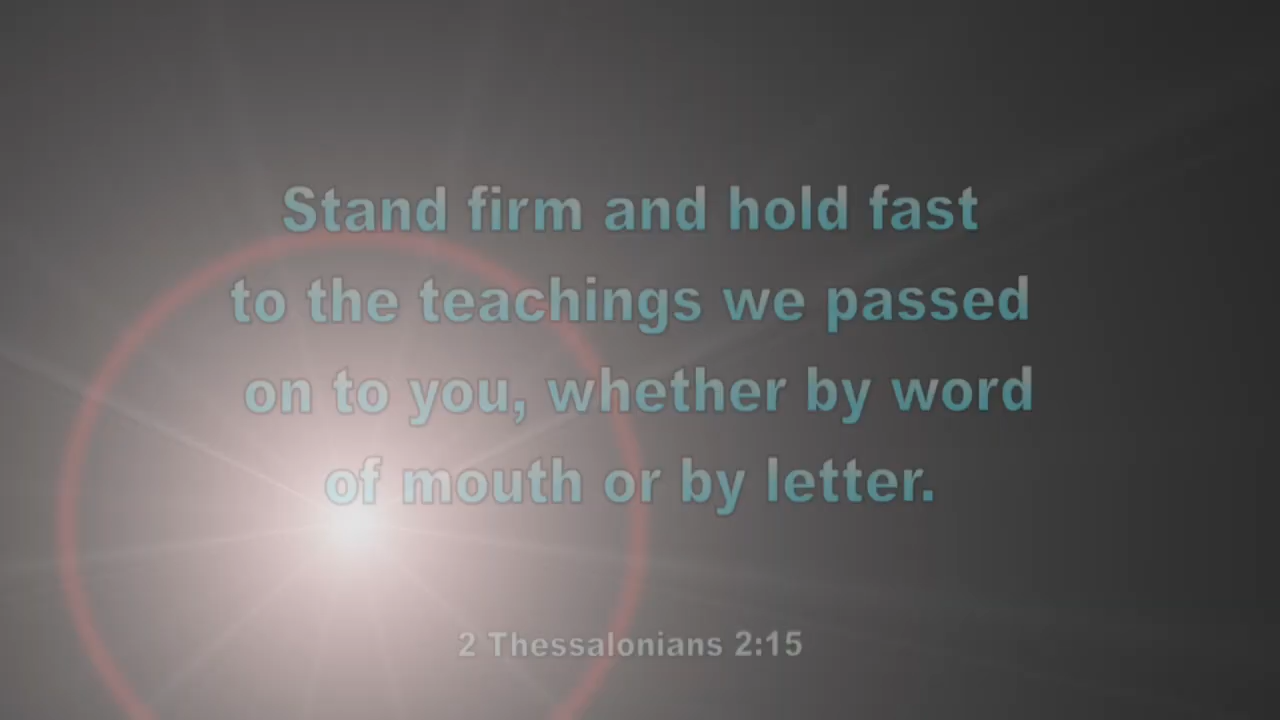 Stand firm and hold fast
to the teachings we passed
on to you, whether by word
of mouth or by letter.
2 Thessalonians 2:15